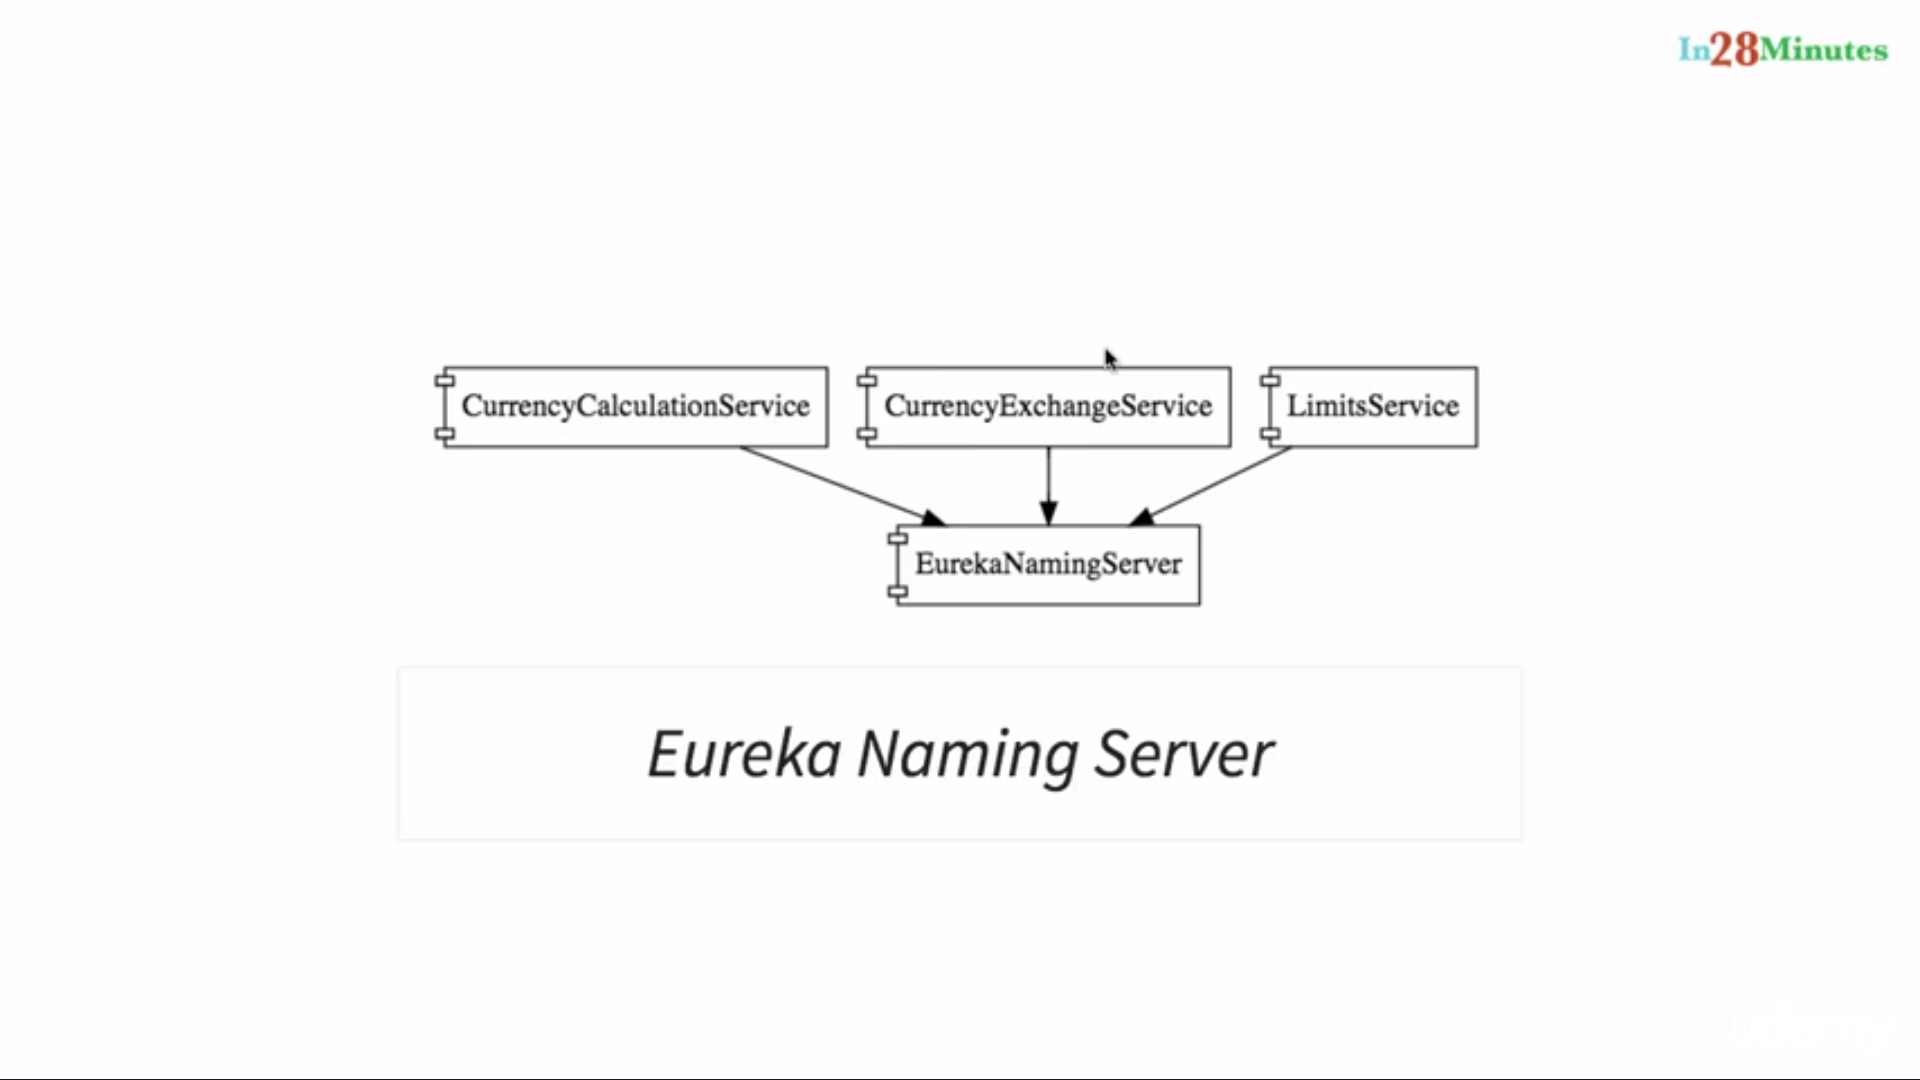 In28Minutes
CurrencyCalculationService
CurrencyExchangeService
LimitsService
EurekaNamingServer
Eureka Naming Server